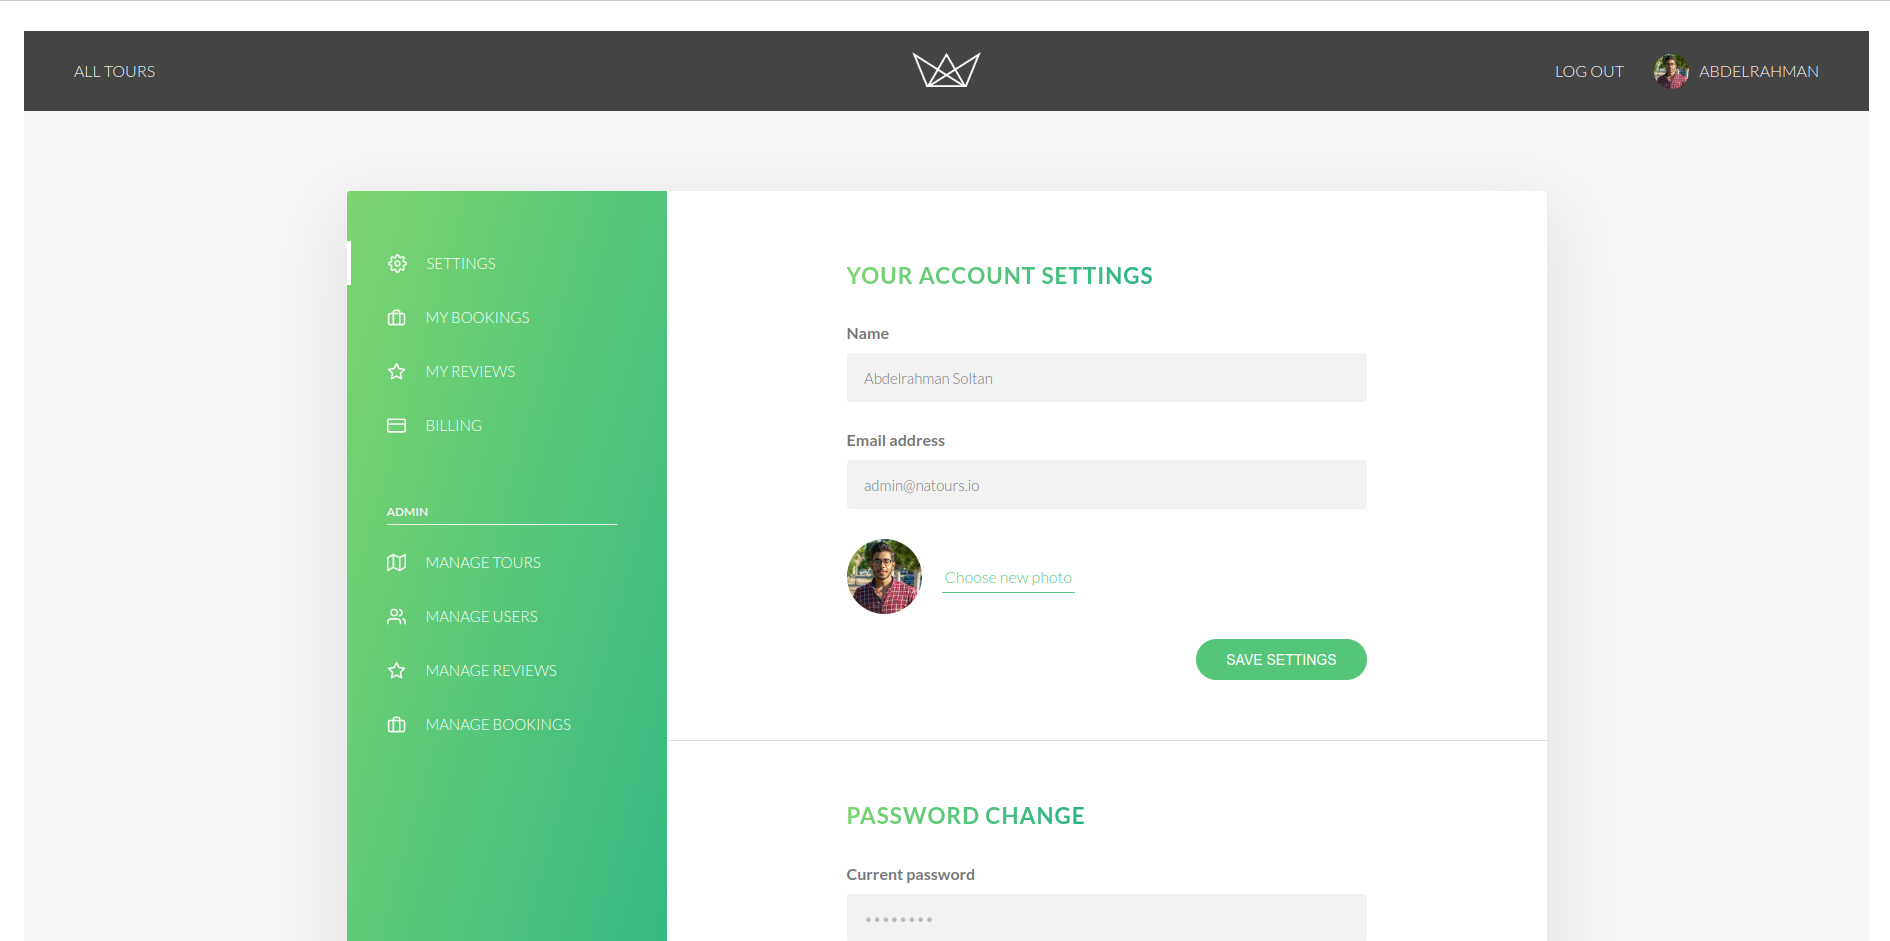 ALL TOURS
LOG OUT
ABDELRAHMAN
SETTINGS
MY BOOKINGS
MY REVIEWS
BILLING
ADMIN
MANAGE TOURS
MANAGE USERS
MANAGE REVIEWS
MANAGE BOOKINGS
YOUR ACCOUNT SETTINGS
Name
Abdelrahman Soltan
Email address
admin@natours.io
Choose new photo
SAVE SETTINGS
PASSWORD CHANGE
Current password
••••••••